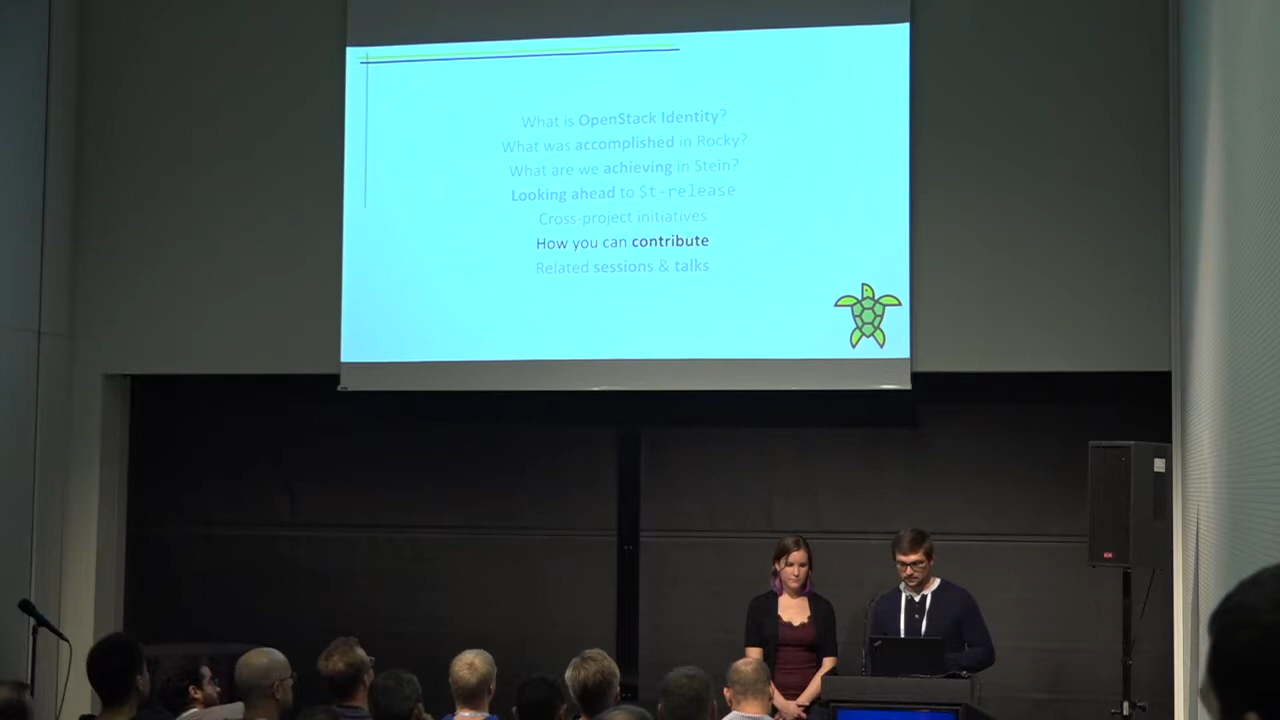 What is OpenStack Identity?
What was accomplished in Rocky?
What are we achieving in Stein?
Looking ahead to $t-release
Cross-project initiatives
How you can contribute
Related sessions & talks